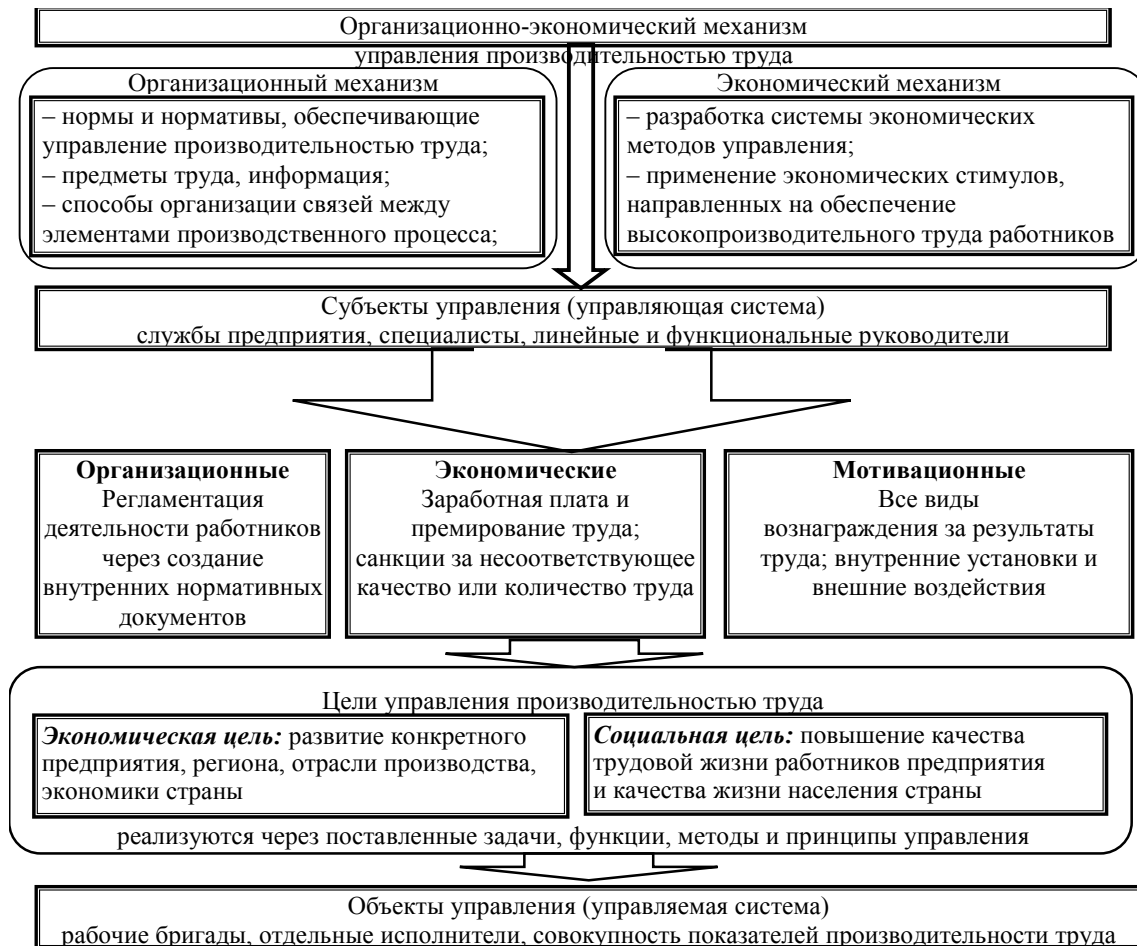 Организационно-экономический механизм
управления производительностью труда
Организационный механизм
– нормы и нормативы, обеспечивающие
управление производительностью труда;
– предметы труда, информация;
– способы организации связей между
элементами производственного процесса;
Экономический механизм
– разработка системы экономических
методов управления;
– применение экономических стимулов,
направленных на обеспечение
высокопроизводительного труда работников
Субъекты управления (управляющая система)
службы предприятия, специалисты, линейные и функциональные руководители
Организационные
Регламентация
деятельности работников
через создание
внутренних нормативных
документов
Экономические
Заработная плата и
премирование труда;
санкции за несоответствующее
качество или количество труда
Мотивационные
Все виды
вознаграждения за результаты
труда; внутренние установки и
внешние воздействия
Цели управления производительностью труда
Экономическая цель: развитие конкретного
предприятия, региона, отрасли производства,
экономики страны
Социальная цель: повышение качества
трудовой жизни работников предприятия
и качества жизни населения страны
реализуются через поставленные задачи, функции, методы и принципы управления
Объекты управления (управляемая система)
рабочие бригады, отдельные исполнители, совокупность показателей производительности труда